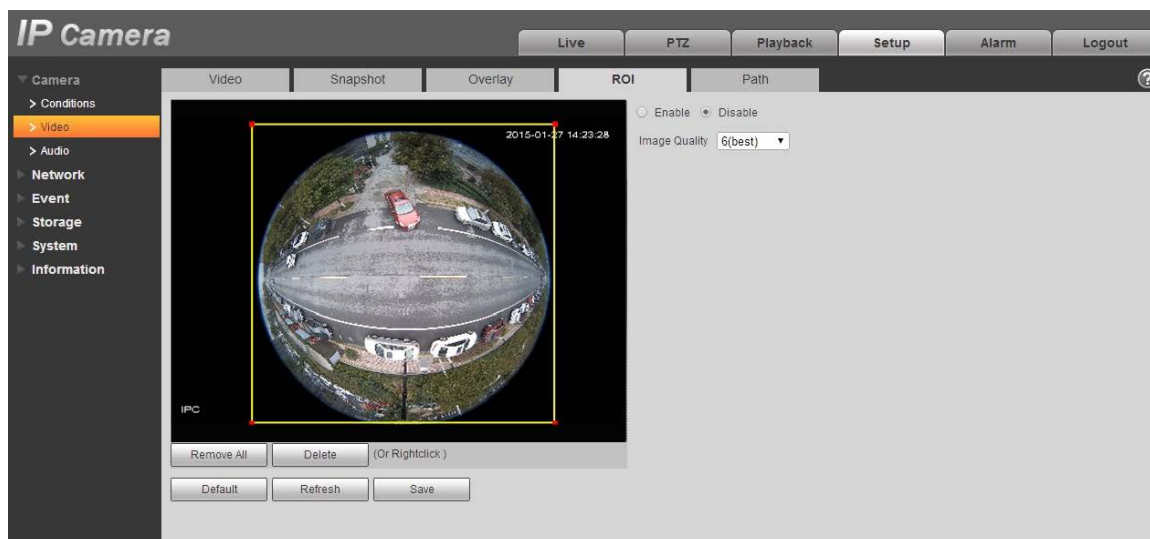 IP Camera
Live PTZ Playback Setup Alarm Logout
Camera
> Conditions
> Video
> Audio
Network
Event
Storage
System
Information
Video Snapshot Overlay ROI Path ?
2015-01-27 14:23:28
IPC
Enable Disable
Image Quality 6(best)
Remove All Delete (Or Rightclick )
Default Refresh Save